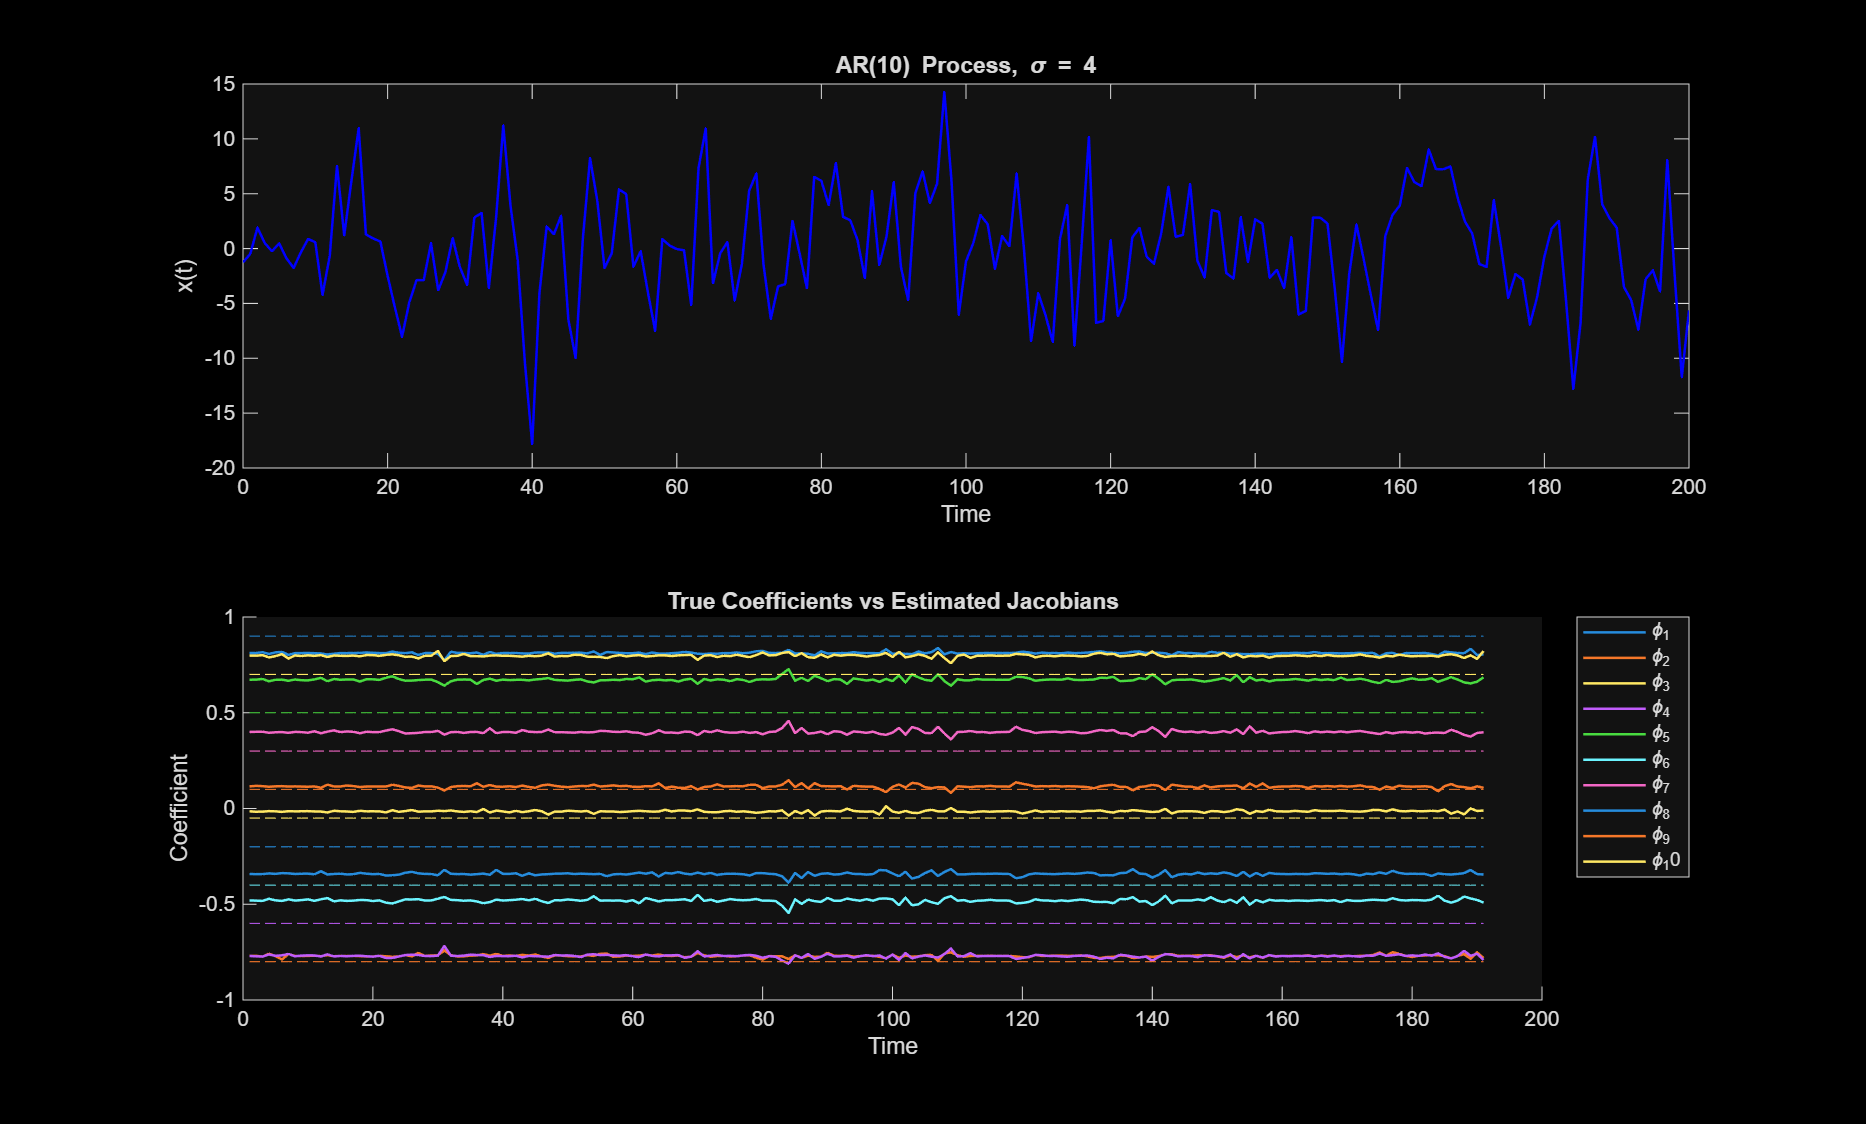 AR(10) Process, σ = 4
15
10
5
0
-5
-10
-15
-20
x(t)
0 20 40 60 80 100 120 140 160 180 200
Time
True Coefficients vs Estimated Jacobians
1
0.5
0
-0.5
-1
Coefficient
0 20 40 60 80 100 120 140 160 180 200
Time
ϕ₁
ϕ₂
ϕ₃
ϕ₄
ϕ₅
ϕ₆
ϕ₇
ϕ₈
ϕ₉
ϕ₁0